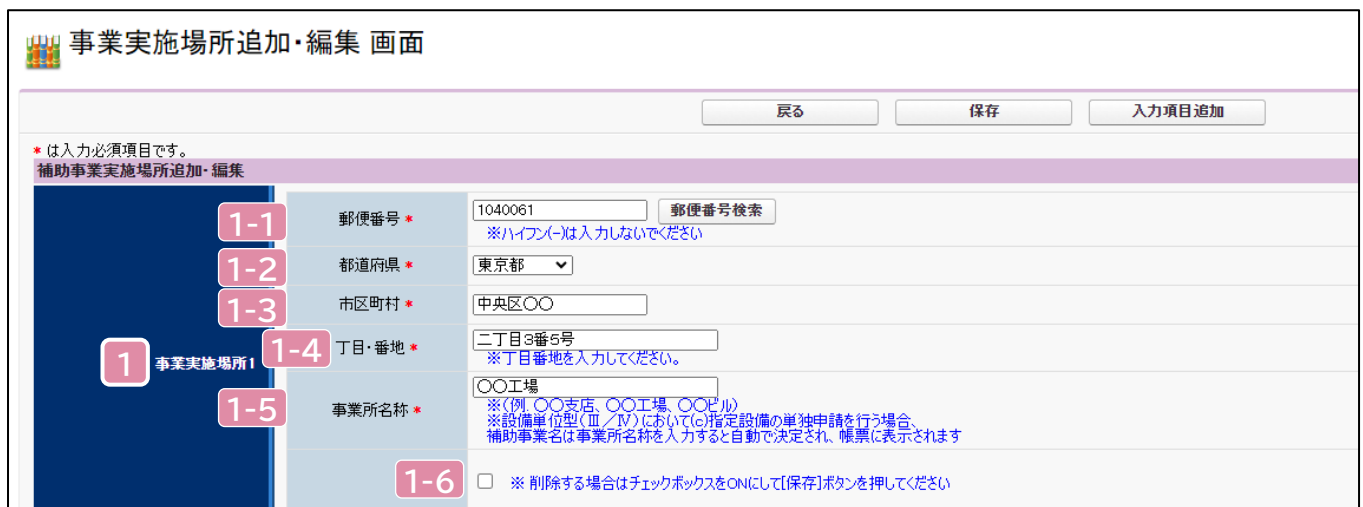 事業実施場所追加・編集 画面
戻る 保存 入力項目追加
* は入力必須項目です。
補助事業実施場所追加・編集
1-1 郵便番号 * 1040061 郵便番号検索
※ハイフン(-)は入力しないでください
1-2 都道府県 * 東京都
1-3 市区町村 * 中央区〇〇
1-4 丁目・番地 * 二丁目3番5号
※丁目番地を入力してください。
1 事業実施場所1
1-5 事業所名称 * 〇〇工場
※(例. 〇〇支店、〇〇工場、〇〇ビル)
※設備単位型(Ⅲ/Ⅳ)において(c)指定設備の単独申請を行う場合、
補助事業名は事業所名称を入力すると自動で決定され、帳票に表示されます
1-6 ※ 削除する場合はチェックボックスをONにして[保存]ボタンを押してください